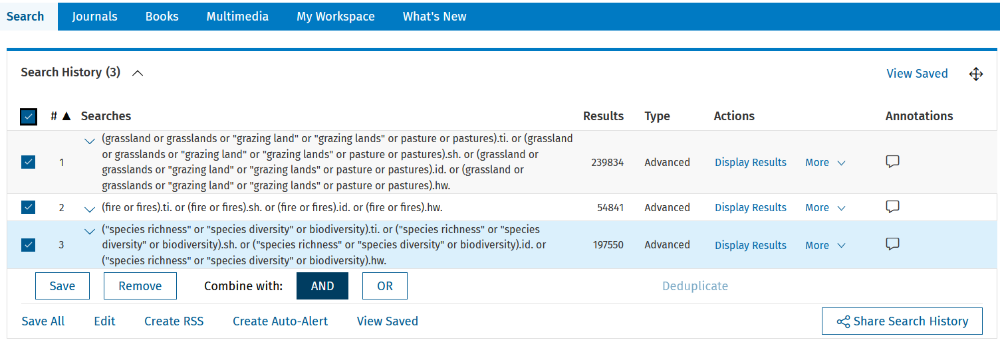 Search Journals Books Multimedia My Workspace What's New
Search History (3)
View Saved
# ▲ Searches Results Type Actions Annotations
(grassland or grasslands or "grazing land" or "grazing lands" or pasture or pastures).ti. or (grassland
or grasslands or "grazing land" or "grazing lands" or pasture or pastures).sh. or (grassland or
1 239834 Advanced Display Results More
grasslands or "grazing land" or "grazing lands" or pasture or pastures).id. or (grassland or
grasslands or "grazing land" or "grazing lands" or pasture or pastures).hw.
2 (fire or fires).ti. or (fire or fires).sh. or (fire or fires).id. or (fire or fires).hw. 54841 Advanced Display Results More
("species richness" or "species diversity" or biodiversity).ti. or ("species richness" or "species
3 diversity" or biodiversity).sh. or ("species richness" or "species diversity" or biodiversity).id. or 197550 Advanced Display Results More
("species richness" or "species diversity" or biodiversity).hw.
Save Remove Combine with: AND OR Deduplicate
Save All Edit Create RSS Create Auto-Alert View Saved Share Search History